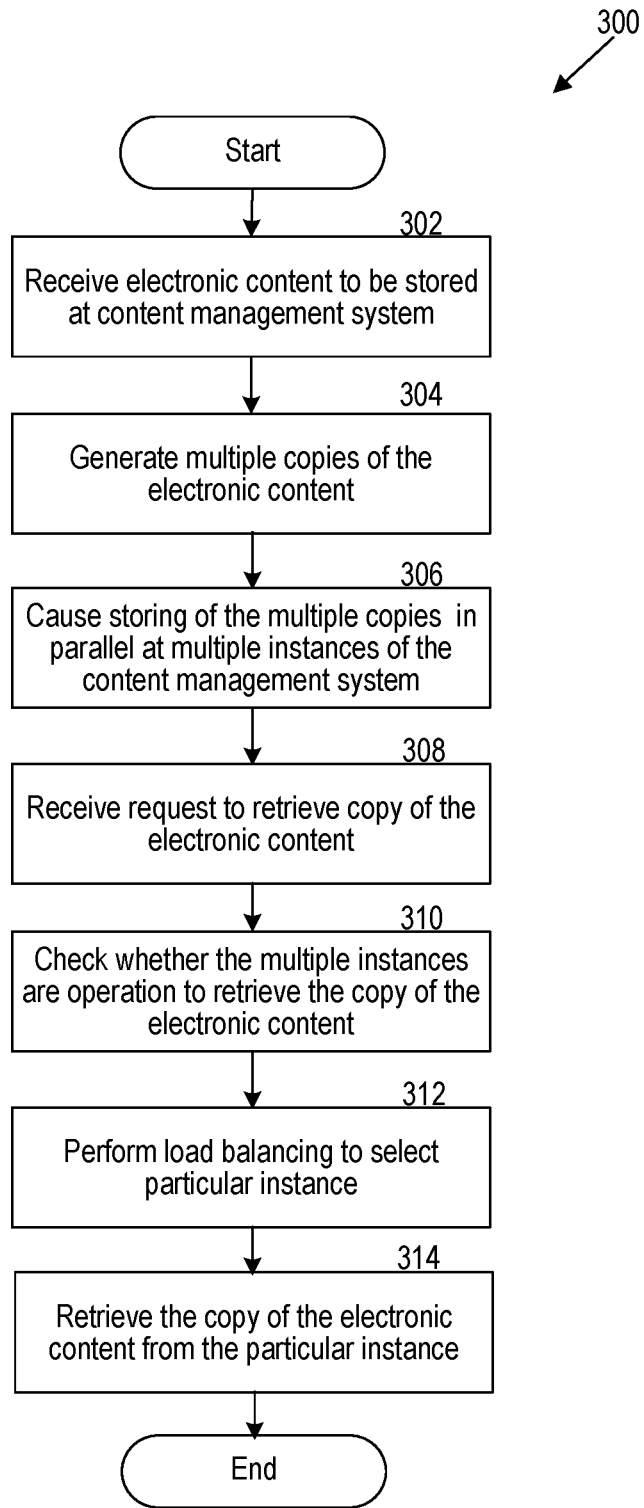 300
Start
302
Receive electronic content to be stored
at content management system
304
Generate multiple copies of the
electronic content
306
Cause storing of the multiple copies in
parallel at multiple instances of the
content management system
308
Receive request to retrieve copy of the
electronic content
310
Check whether the multiple instances
are operation to retrieve the copy of the
electronic content
312
Perform load balancing to select
particular instance
314
Retrieve the copy of the electronic
content from the particular instance
End